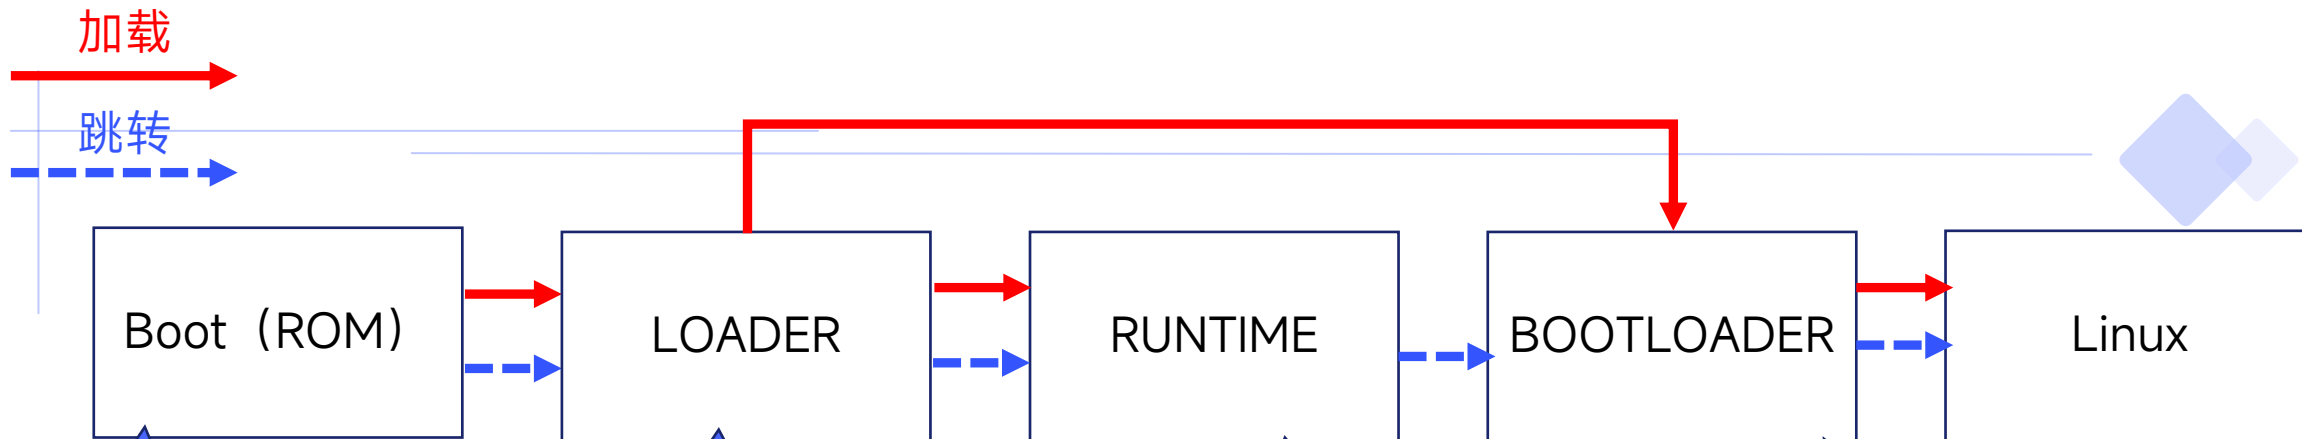 加载
跳转
Boot（ROM）
LOADER
RUNTIME
BOOTLOADER
Linux